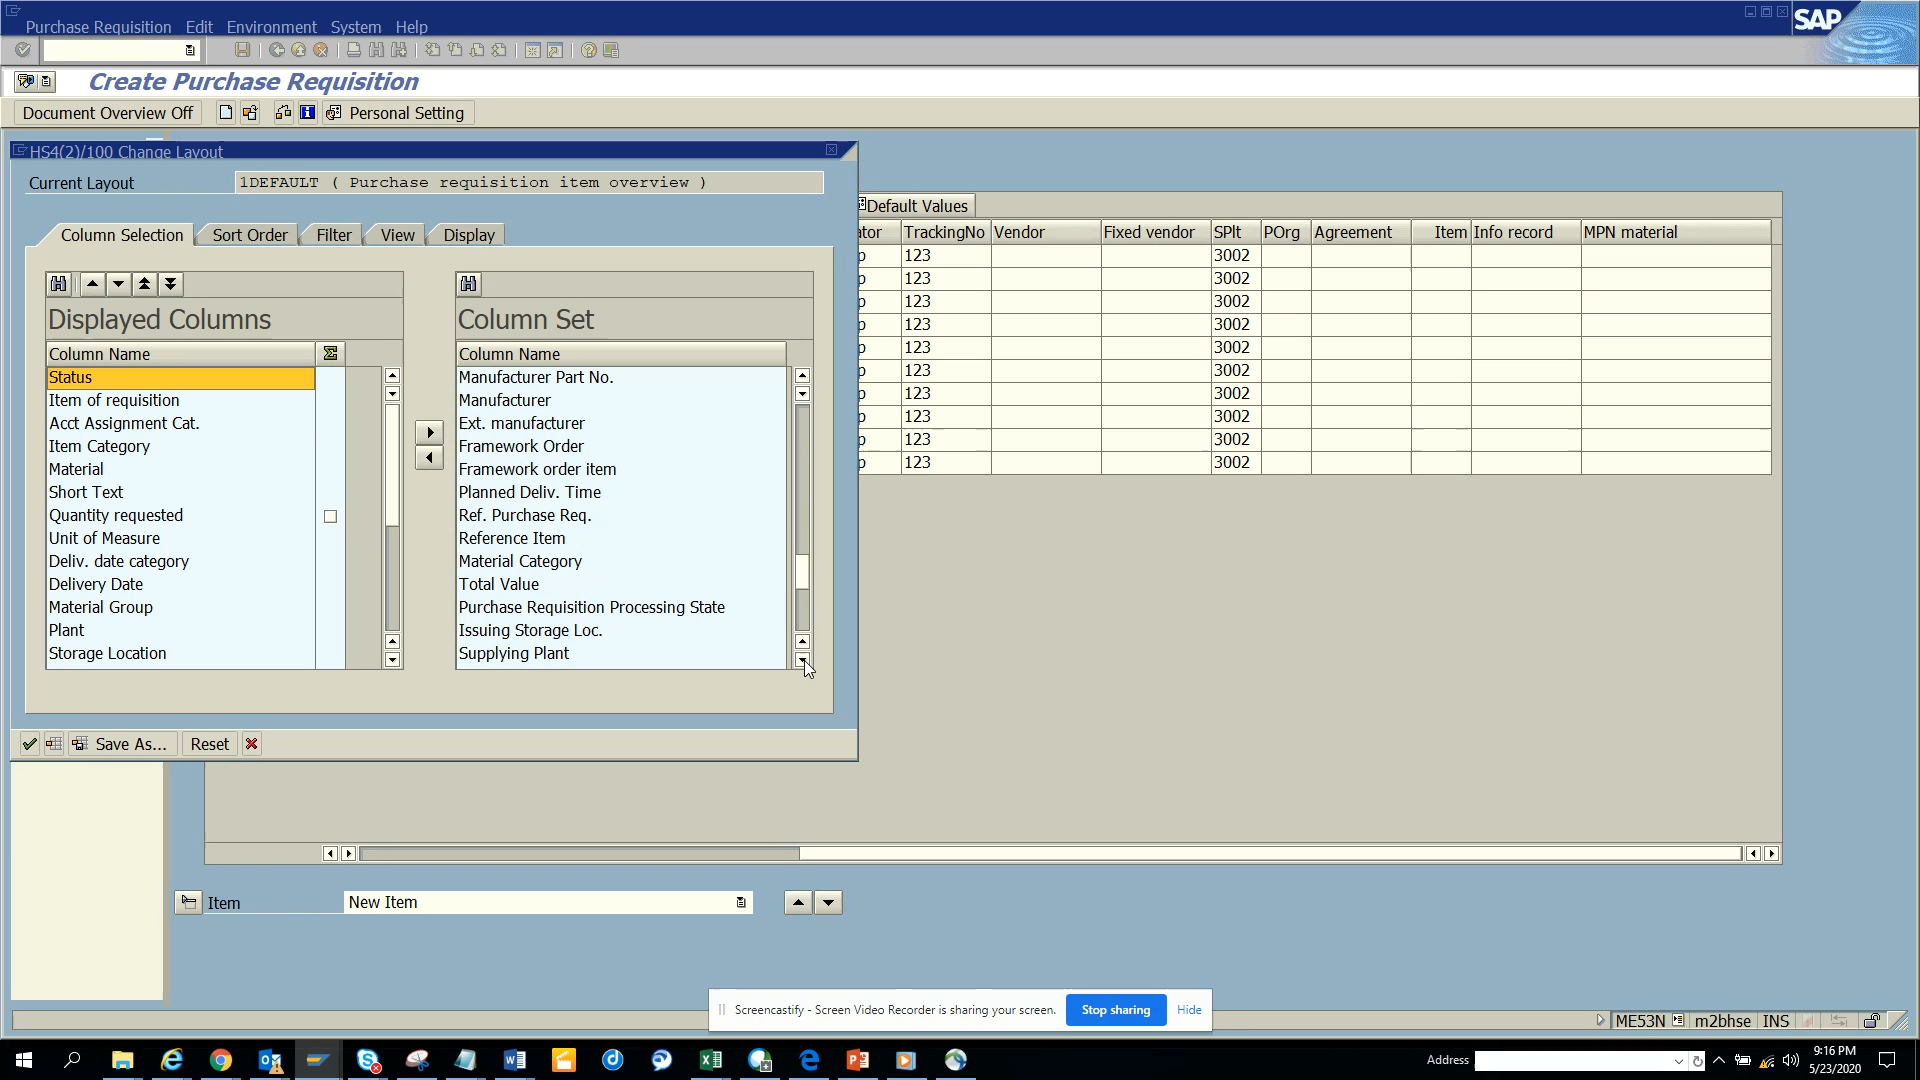 Purchase Requisition Edit Environment System Help
SAP
Create Purchase Requisition
Document Overview Off Personal Setting
HS4(2)/100 Change Layout
Current Layout 1DEFAULT ( Purchase requisition item overview )
Default Values
Column Selection Sort Order Filter View Display
ator TrackingNo Vendor Fixed vendor SPlt POrg Agreement Item Info record MPN material
p 123 3002
p 123 3002
p 123 3002
p 123 3002
p 123 3002
p 123 3002
p 123 3002
p 123 3002
p 123 3002
p 123 3002
Displayed Columns
Column Name Σ
Status
Item of requisition
Acct Assignment Cat.
Item Category
Material
Short Text
Quantity requested
Unit of Measure
Deliv. date category
Delivery Date
Material Group
Plant
Storage Location
Column Set
Column Name
Manufacturer Part No.
Manufacturer
Ext. manufacturer
Framework Order
Framework order item
Planned Deliv. Time
Ref. Purchase Req.
Reference Item
Material Category
Total Value
Purchase Requisition Processing State
Issuing Storage Loc.
Supplying Plant
Save As... Reset
Item New Item
Screencastify - Screen Video Recorder is sharing your screen. Stop sharing Hide
ME53N m2bhse INS
Address
9:16 PM
5/23/2020